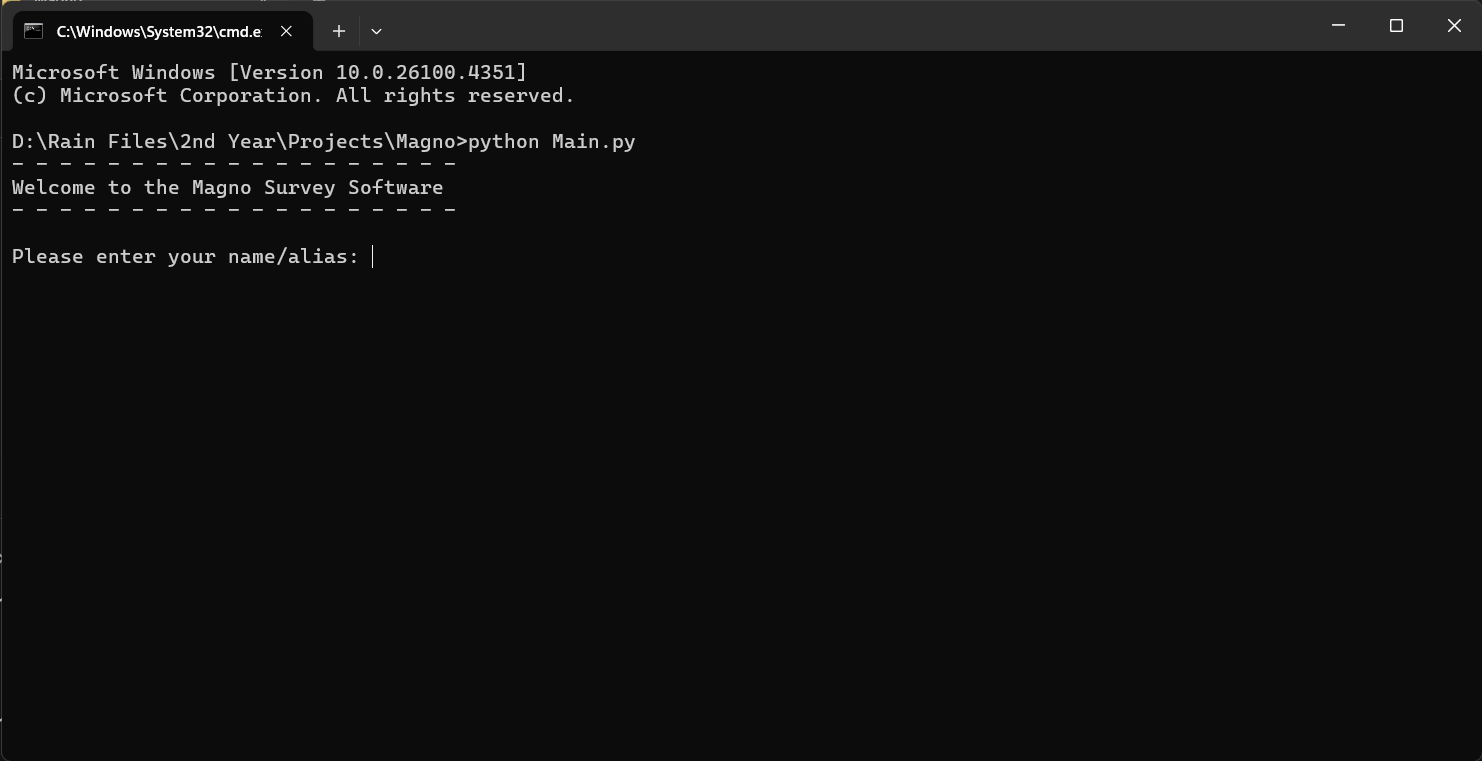 C:\Windows\System32\cmd.e
Microsoft Windows [Version 10.0.26100.4351]
(c) Microsoft Corporation. All rights reserved.
D:\Rain Files\2nd Year\Projects\Magno>python Main.py
- - - - - - - - - - - - - - - - - - -
Welcome to the Magno Survey Software
- - - - - - - - - - - - - - - - - - -
Please enter your name/alias: